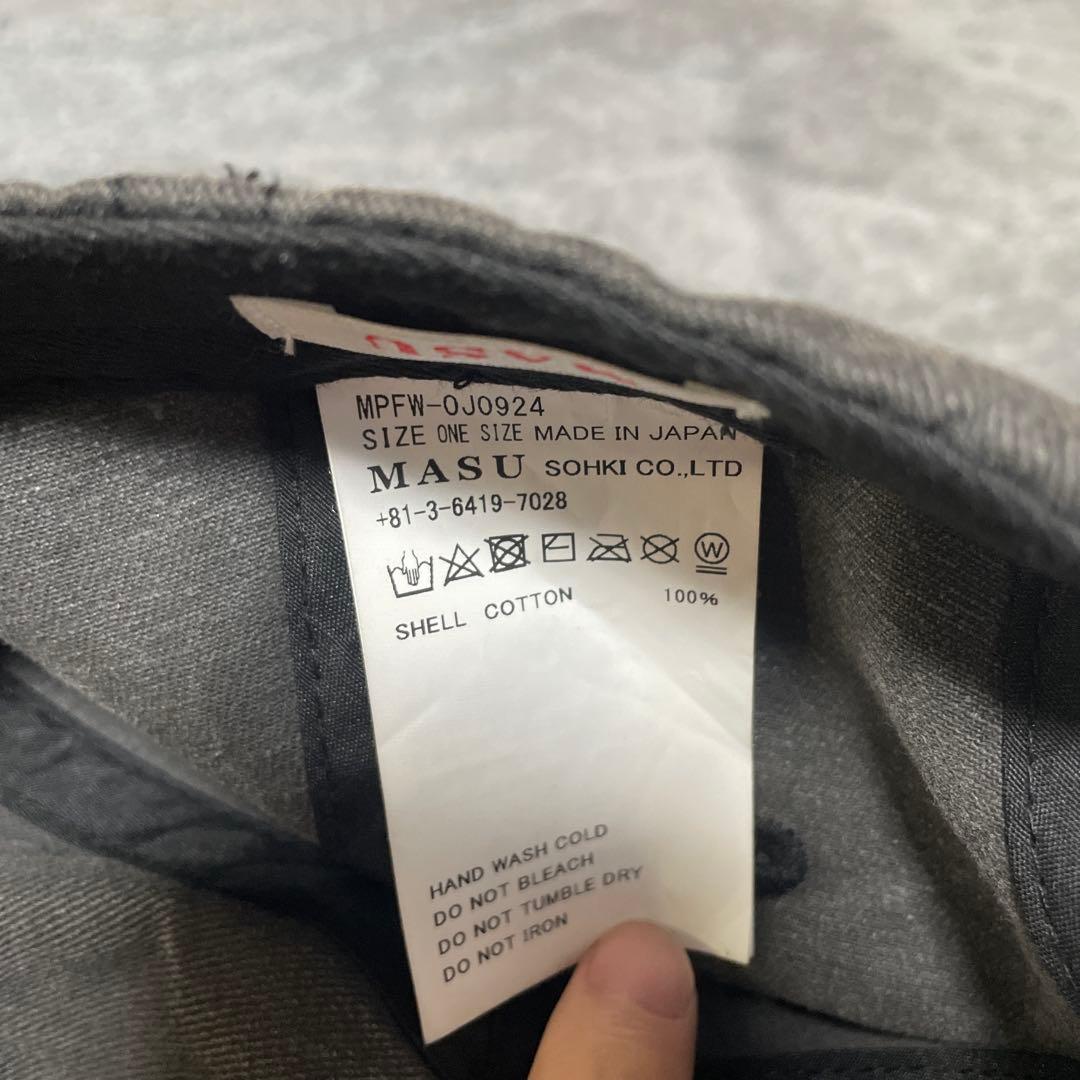 MPFW-0J0924
SIZE ONE SIZE MADE IN JAPAN
MASU SOHKI CO.,LTD
+81-3-6419-7028
W
SHELL COTTON 100%
HAND WASH COLD
DO NOT BLEACH
DO NOT TUMBLE DRY
DO NOT IRON